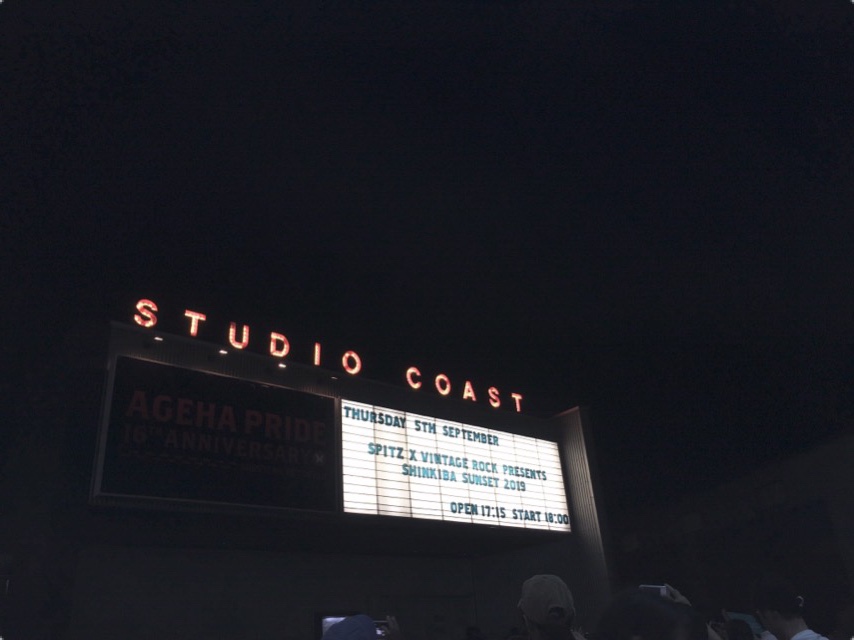 STUDIO COAST
AGEHA PRIDE
16TH ANNIVERSARY
THURSDAY 5TH SEPTEMBER
SPITZ X VINTAGE ROCK PRESENTS
SHINKIBA SUNSET 2019
OPEN 17:15 START 18:00